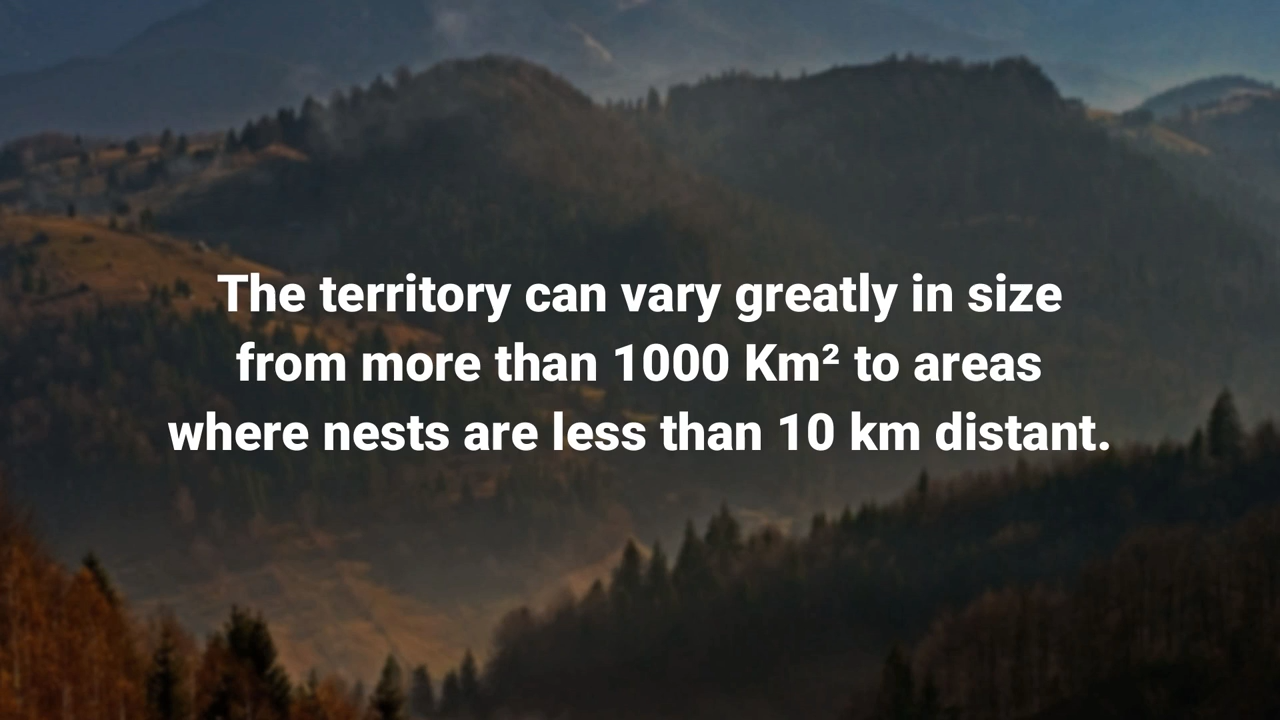 The territory can vary greatly in size
from more than 1000 Km² to areas
where nests are less than 10 km distant.